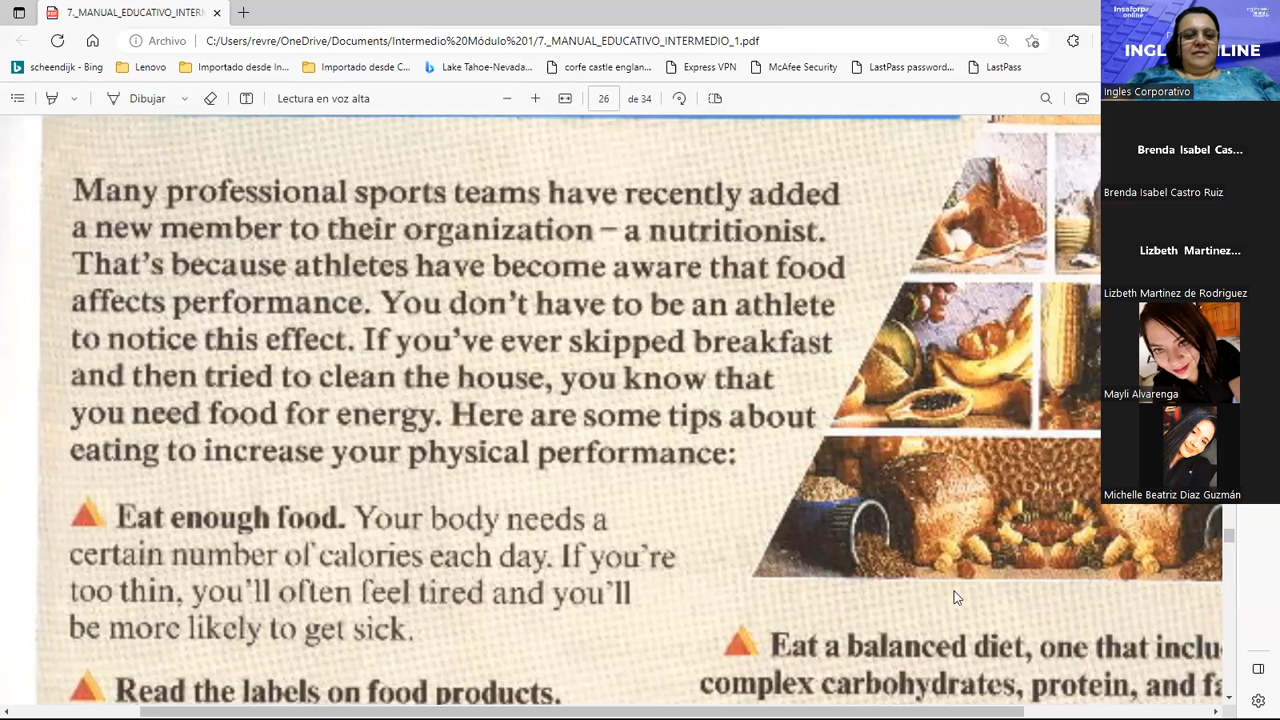 7._MANUAL_EDUCATIVO_INTERM
Archivo
C:/Users/revre/OneDrive/Documents/
Módulo%201/7._MANUAL_EDUCATIVO_INTERMEDIO_1.pdf
scheendijk - Bing
Lenovo
Importado desde In...
Importado desde C...
corfe castle englan...
Express VPN
McAfee Security
LastPass password...
LastPass
Dibujar
Lectura en voz alta
26
de 34
Many professional sports teams have recently added
a new member to their organization – a nutritionist.
That's because athletes have become aware that food
affects performance. You don't have to be an athlete
to notice this effect. If you've ever skipped breakfast
and then tried to clean the house, you know that
you need food for energy. Here are some tips about
eating to increase your physical performance:
Eat enough food. Your body needs a
certain number of calories each day. If you're
too thin, you'll often feel tired and you'll
be more likely to get sick.
Read the labels on food products.
Eat a balanced diet, one that inclu
complex carbohydrates, protein, and fa
Insaforp
online
Ingles Corporativo
Brenda Isabel Cas...
Brenda Isabel Castro Ruiz
Lizbeth Martinez...
Lizbeth Martinez de Rodriguez
Mayli Alvarenga
Michelle Beatriz Diaz Guzmán